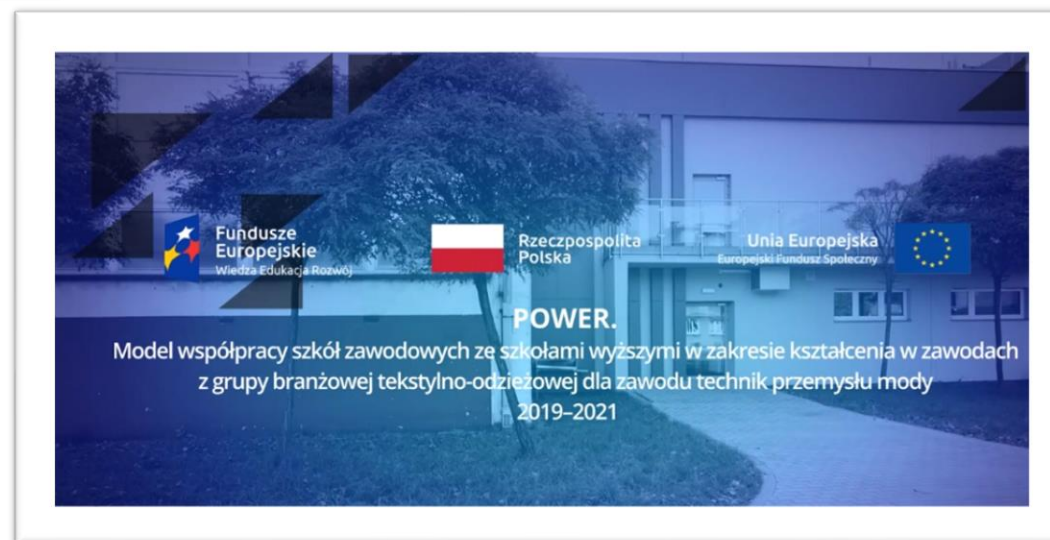 Fundusze
Europejskie
Wiedza Edukacja Rozwój
Rzeczpospolita
Polska
Unia Europejska
Europejski Fundusz Społeczny
POWER.
Model współpracy szkół zawodowych ze szkołami wyższymi w zakresie kształcenia w zawodach
z grupy branżowej tekstylno-odzieżowej dla zawodu technik przemysłu mody
2019–2021